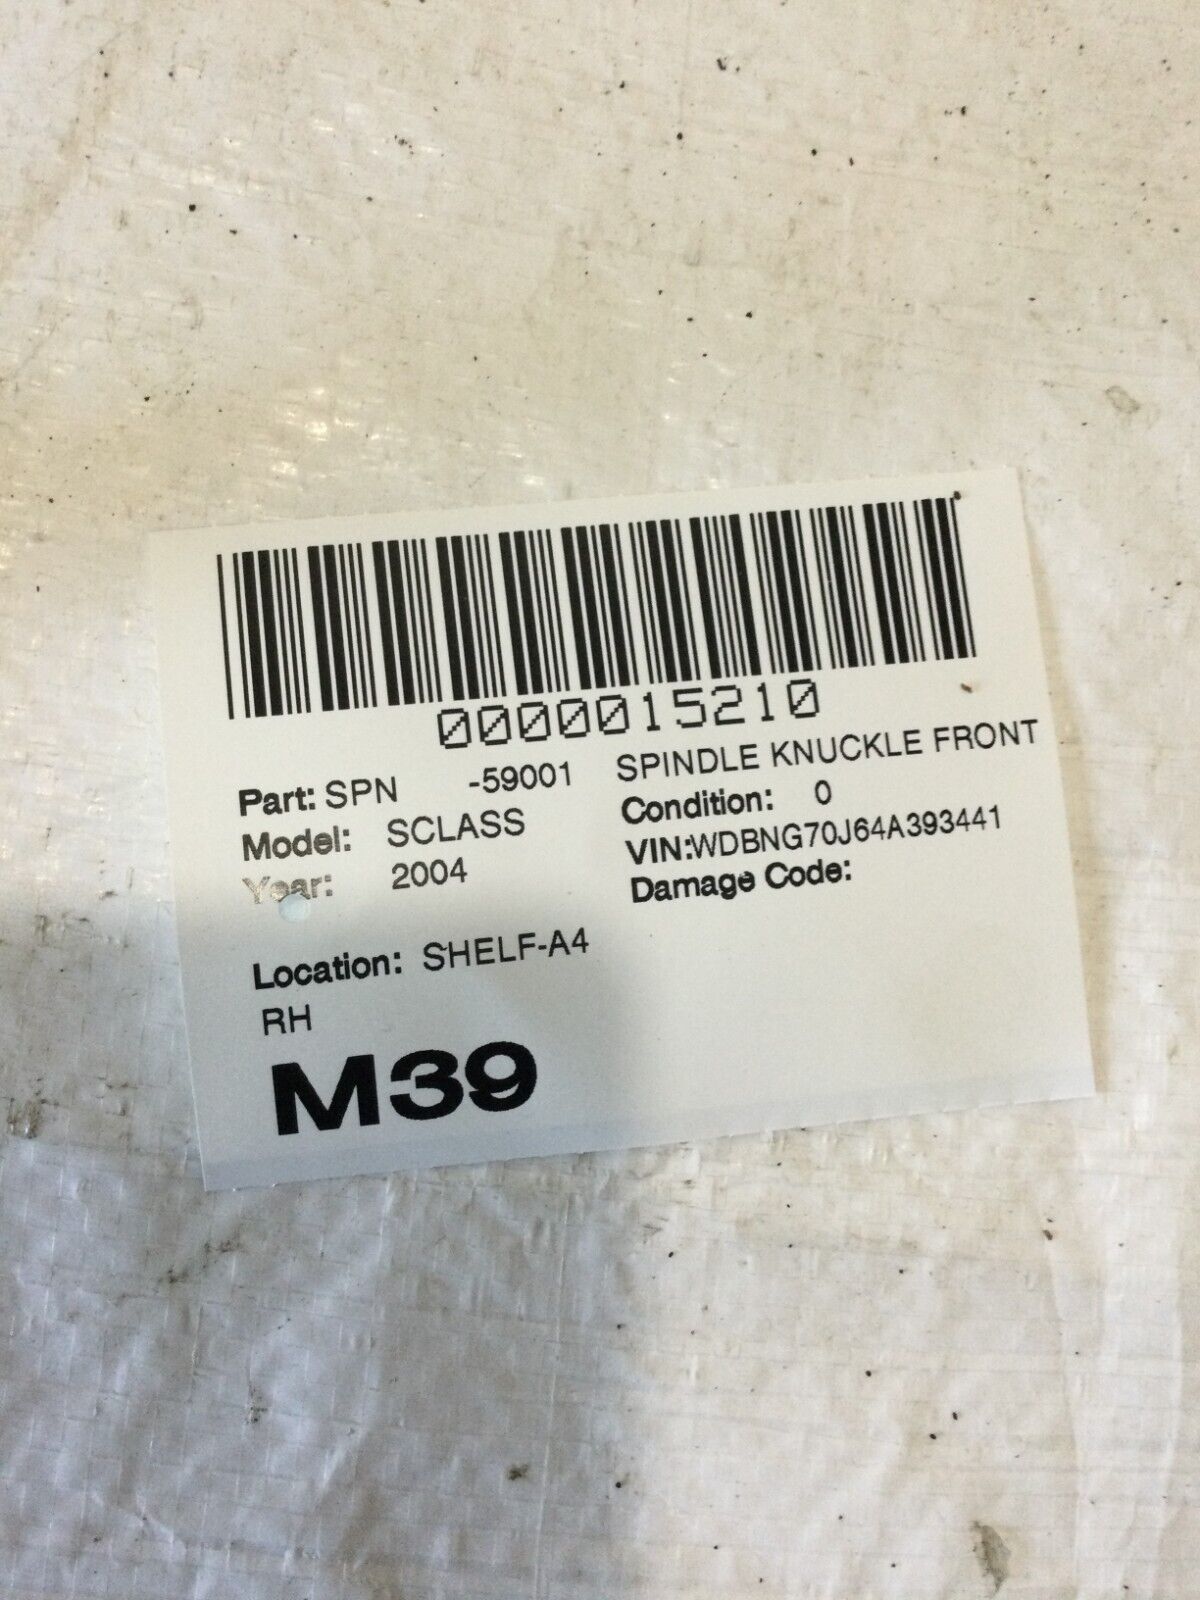 0000015210
Part: SPN -59001 SPINDLE KNUCKLE FRONT
Model: SCLASS Condition: 0
Year: 2004 VIN:WDBNG70J64A393441
Damage Code:
Location: SHELF-A4
RH
M39